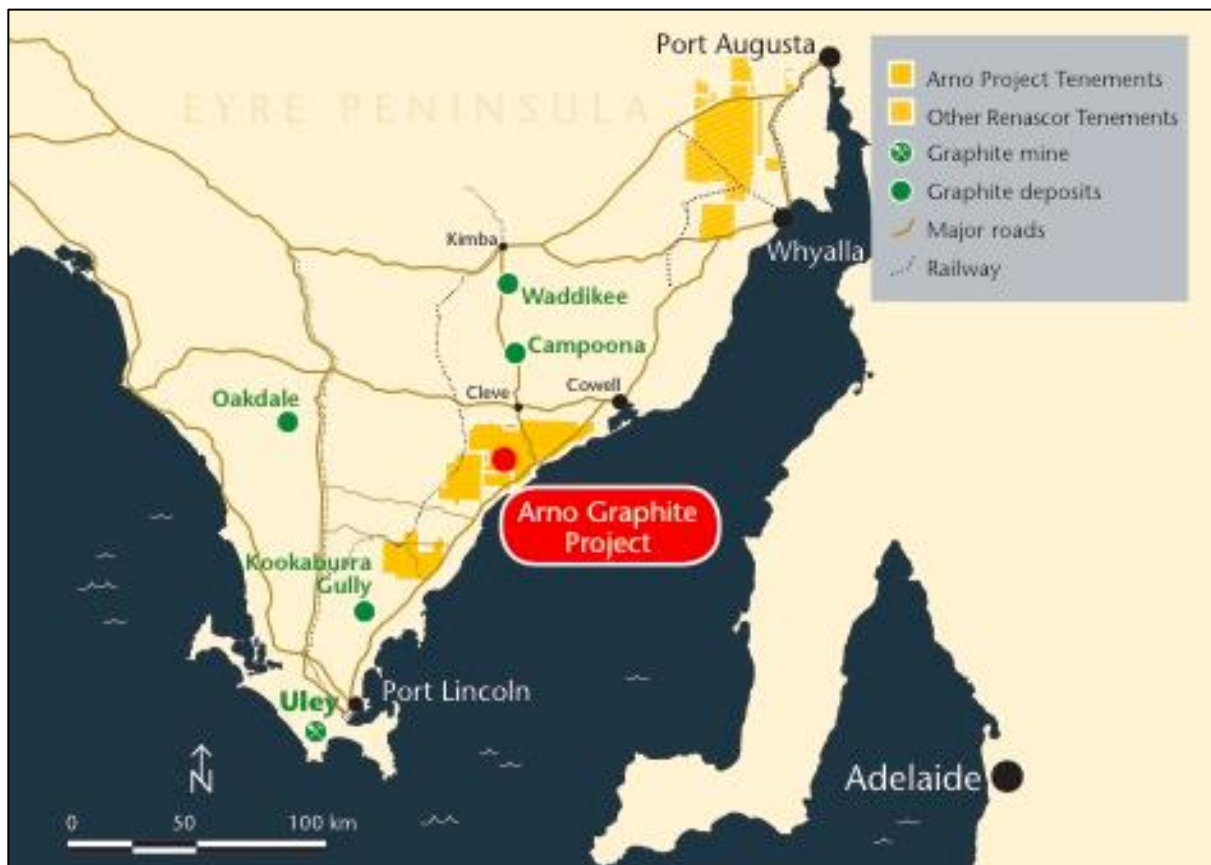 Port Augusta
EYRE PENINSULA
Arno Project Tenements
Other Renascor Tenements
Graphite mine
Graphite deposits
Major roads
Railway
Kimba
Whyalla
Waddikee
Campoona
Cleve
Cowell
Oakdale
Arno Graphite
Project
Kookaburra
Gully
Uley
Port Lincoln
N
Adelaide
0 50 100 km